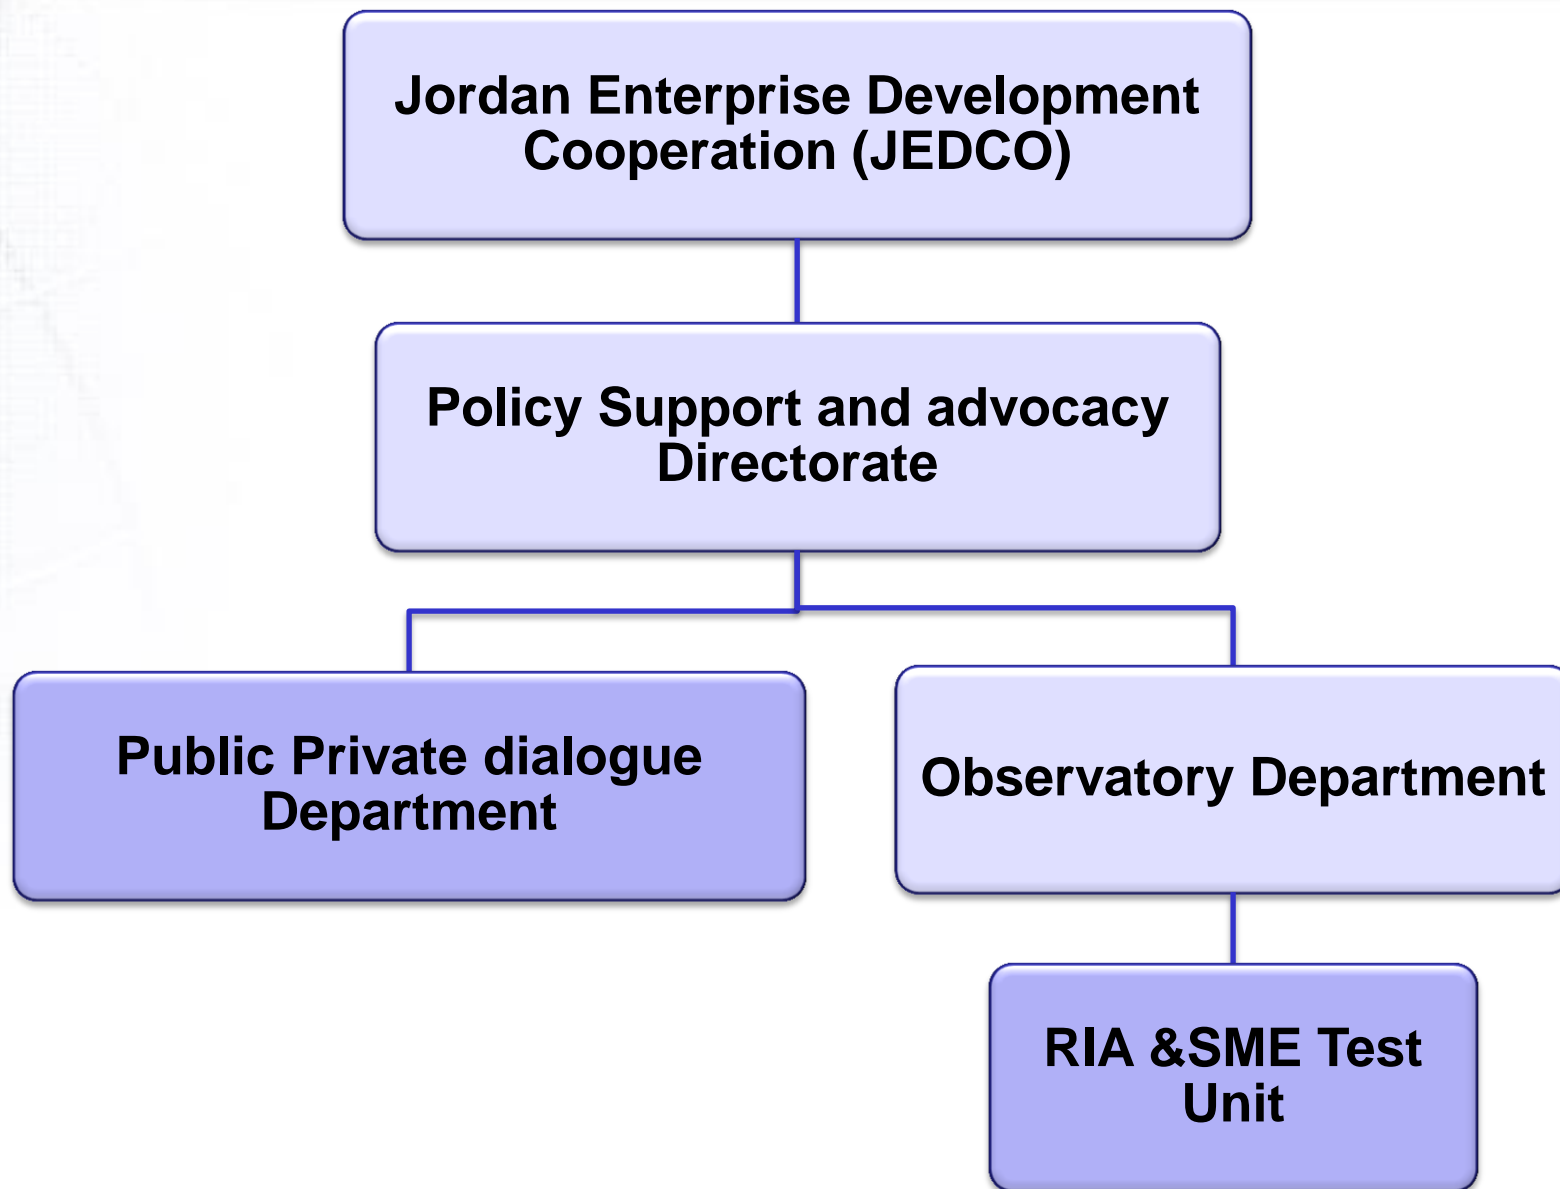 Jordan Enterprise Development
Cooperation (JEDCO)
Policy Support and advocacy
Directorate
Public Private dialogue
Department
Observatory Department
RIA &SME Test
Unit